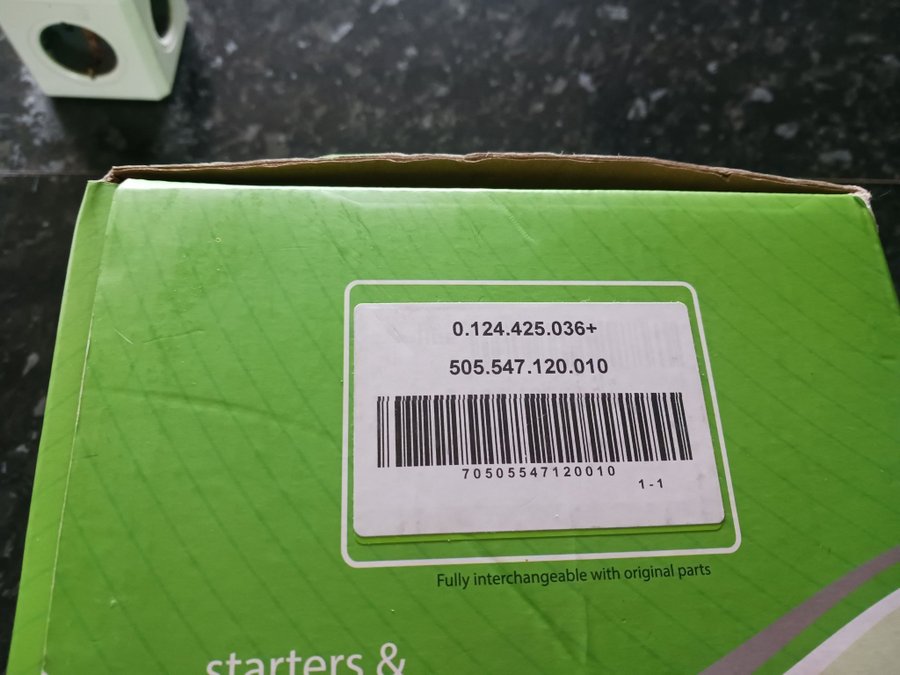 0.124.425.036+
505.547.120.010
70505547120010
1-1
Fully interchangeable with original parts
starters &